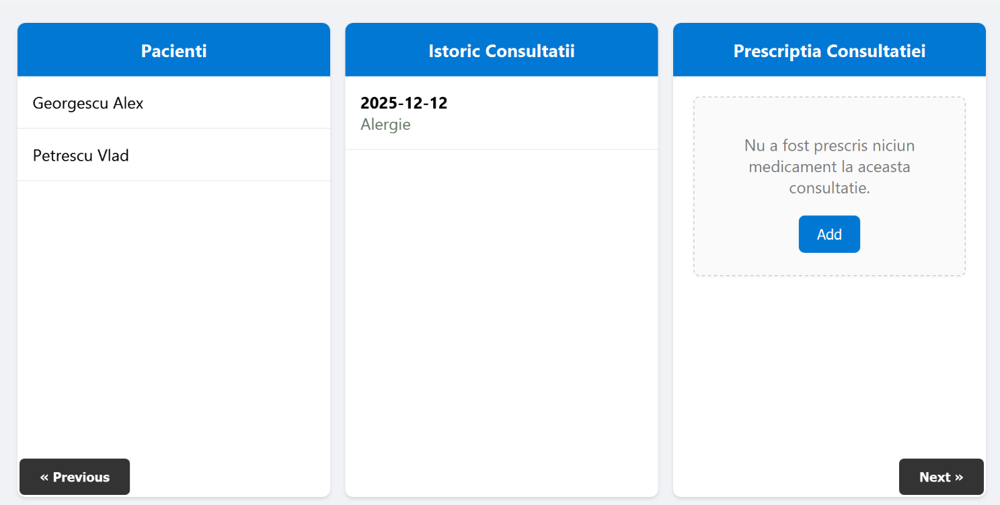 Pacienti
Georgescu Alex
Petrescu Vlad
« Previous
Istoric Consultatii
2025-12-12
Alergie
Prescriptia Consultatiei
Nu a fost prescris niciun
medicament la aceasta
consultatie.
Add
Next »